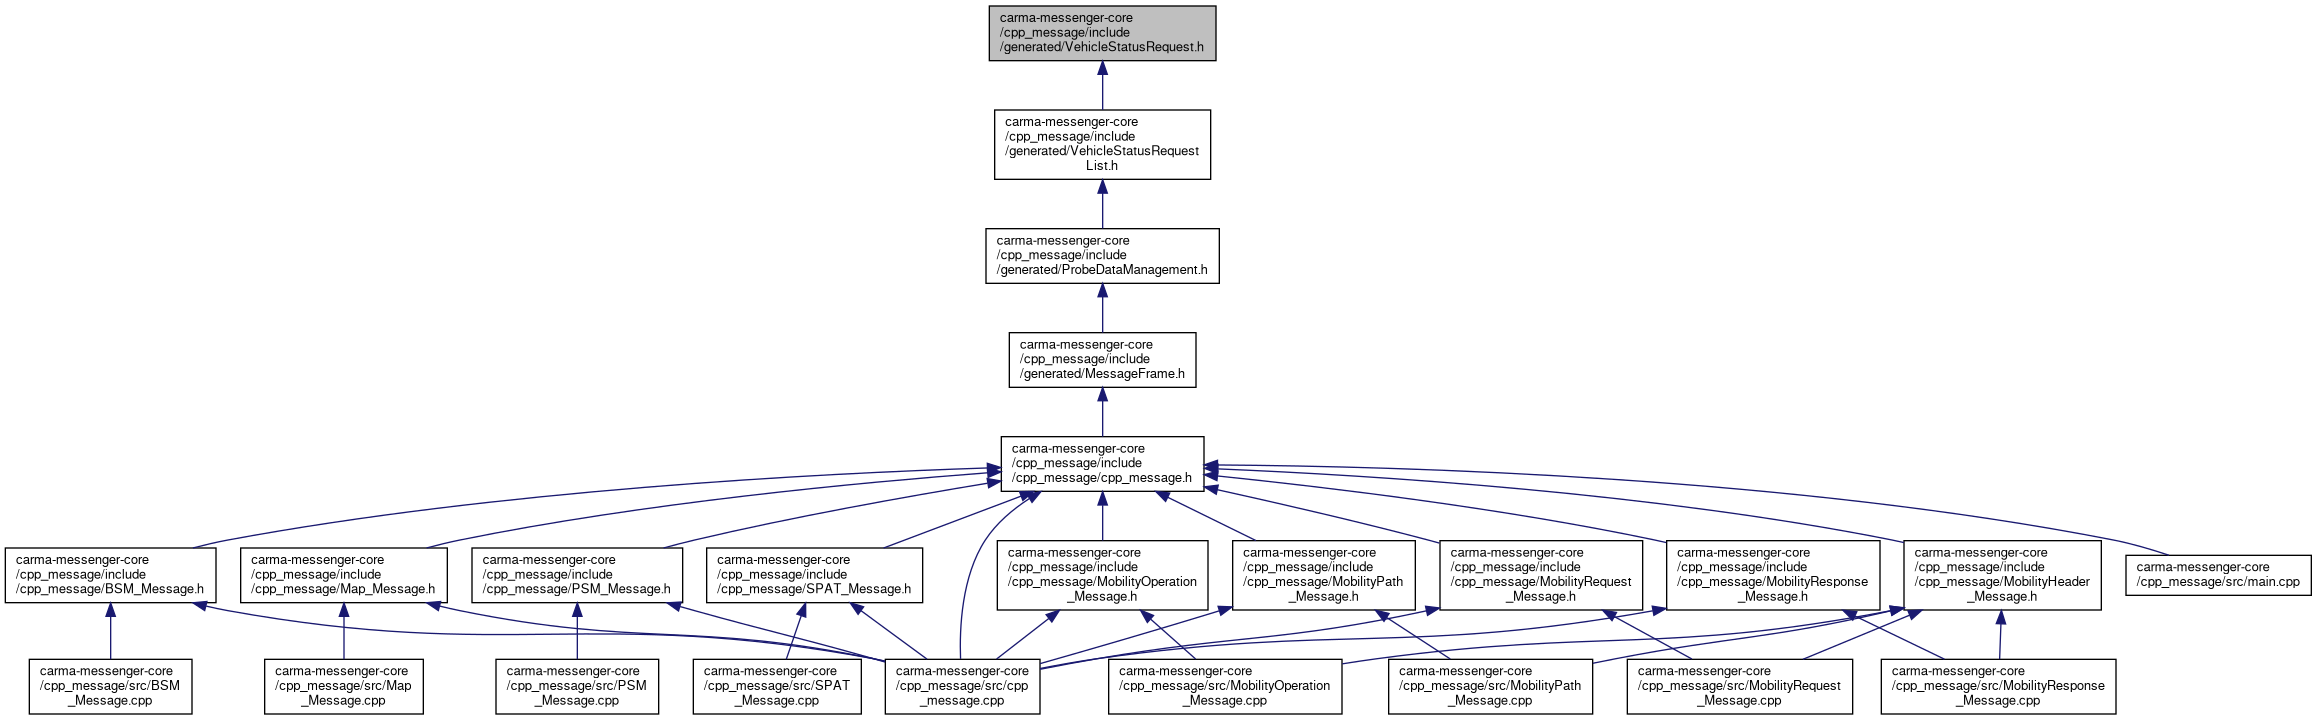 carma-messenger-core
/cpp_message/include
/generated/VehicleStatusRequest.h
carma-messenger-core
/cpp_message/include
/generated/VehicleStatusRequest
List.h
carma-messenger-core
/cpp_message/include
/generated/ProbeDataManagement.h
carma-messenger-core
/cpp_message/include
/generated/MessageFrame.h
carma-messenger-core
/cpp_message/include
/cpp_message/cpp_message.h
carma-messenger-core
/cpp_message/include
/cpp_message/BSM_Message.h
carma-messenger-core
/cpp_message/include
/cpp_message/Map_Message.h
carma-messenger-core
/cpp_message/include
/cpp_message/PSM_Message.h
carma-messenger-core
/cpp_message/include
/cpp_message/SPAT_Message.h
carma-messenger-core
/cpp_message/include
/cpp_message/MobilityOperation
_Message.h
carma-messenger-core
/cpp_message/include
/cpp_message/MobilityPath
_Message.h
carma-messenger-core
/cpp_message/include
/cpp_message/MobilityRequest
_Message.h
carma-messenger-core
/cpp_message/include
/cpp_message/MobilityResponse
_Message.h
carma-messenger-core
/cpp_message/include
/cpp_message/MobilityHeader
_Message.h
carma-messenger-core
/cpp_message/src/main.cpp
carma-messenger-core
/cpp_message/src/BSM
_Message.cpp
carma-messenger-core
/cpp_message/src/Map
_Message.cpp
carma-messenger-core
/cpp_message/src/PSM
_Message.cpp
carma-messenger-core
/cpp_message/src/SPAT
_Message.cpp
carma-messenger-core
/cpp_message/src/cpp
_message.cpp
carma-messenger-core
/cpp_message/src/MobilityOperation
_Message.cpp
carma-messenger-core
/cpp_message/src/MobilityPath
_Message.cpp
carma-messenger-core
/cpp_message/src/MobilityRequest
_Message.cpp
carma-messenger-core
/cpp_message/src/MobilityResponse
_Message.cpp